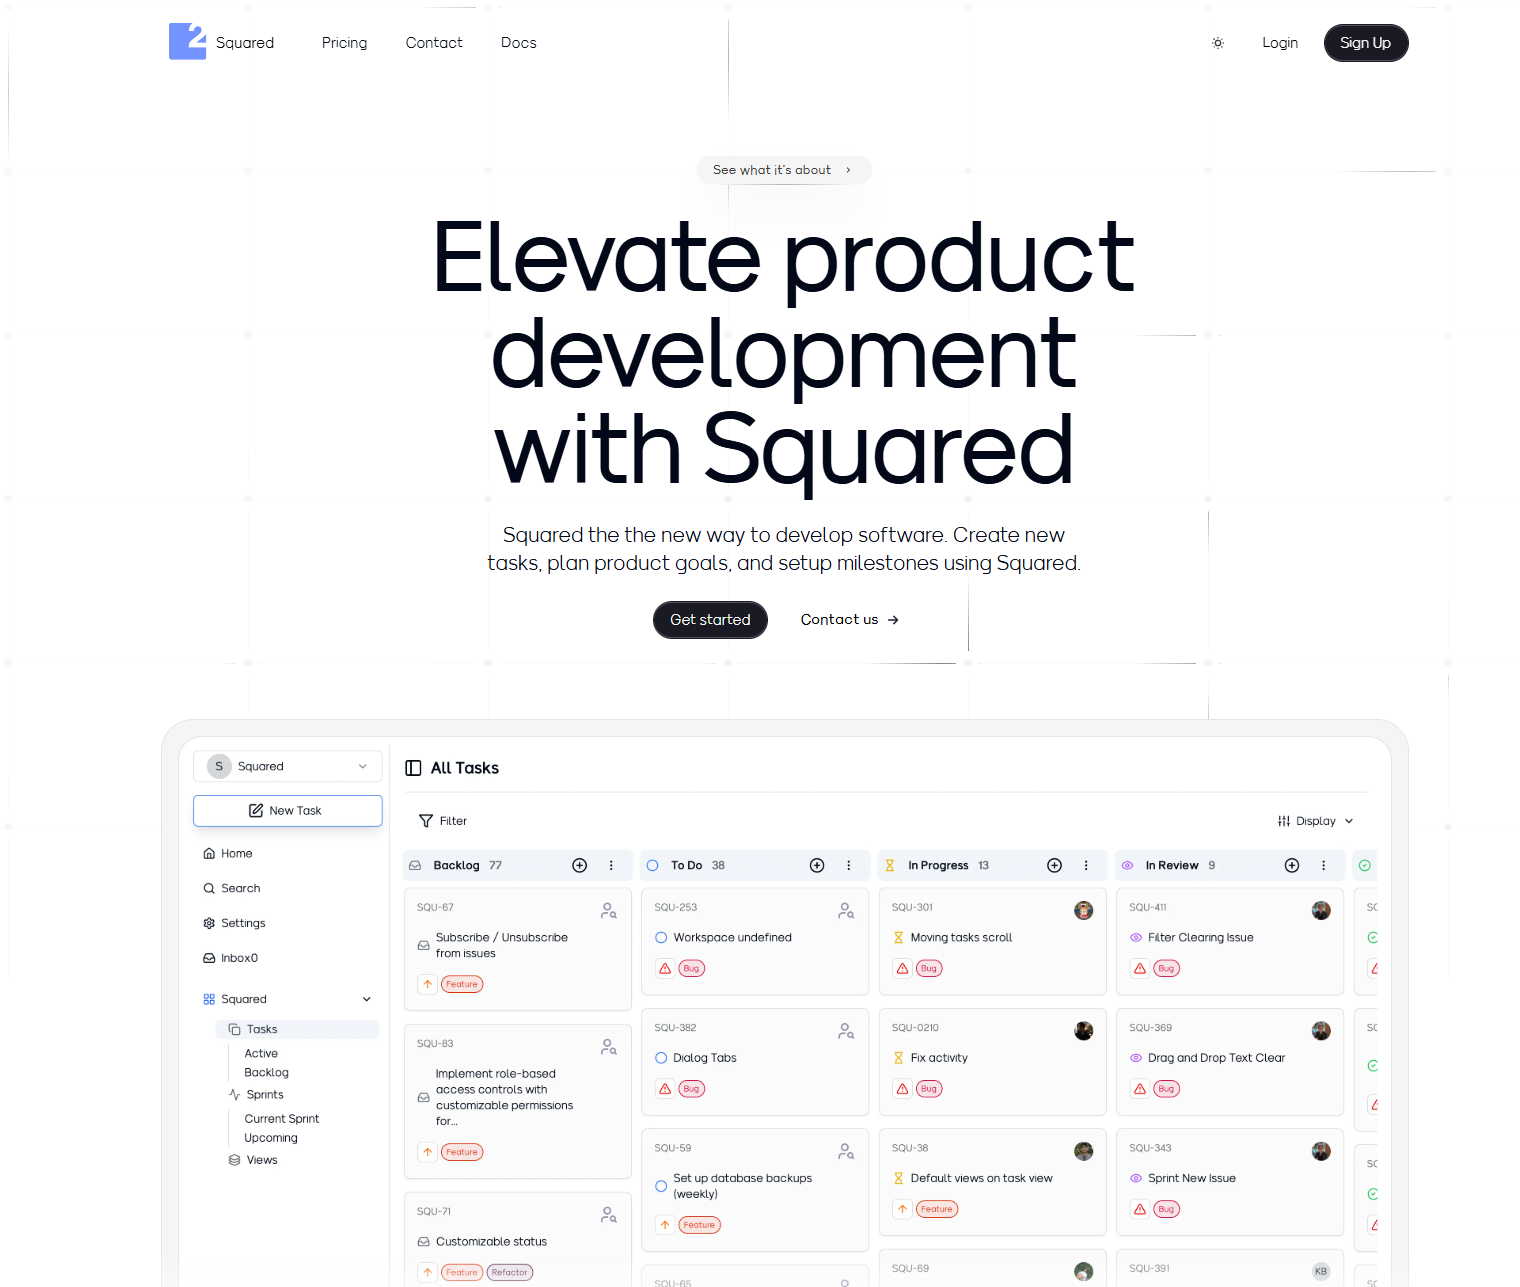 2
Squared
Pricing
Contact
Docs
Login
Sign Up
See what it's about
Elevate product
development
with Squared
Squared the the new way to develop software. Create new
tasks, plan product goals, and setup milestones using Squared.
Get started
Contact us
S Squared
New Task
Home
Search
Settings
Inbox0
Squared
Tasks
Active
Backlog
Sprints
Current Sprint
Upcoming
Views
All Tasks
Filter
Display
Backlog 77
SQU-67
Subscribe / Unsubscribe
from issues
Feature
SQU-83
Implement role-based
access controls with
customizable permissions
for...
Feature
SQU-71
Customizable status
Feature Refactor
To Do 38
SQU-253
Workspace undefined
Bug
SQU-382
Dialog Tabs
Bug
SQU-59
Set up database backups
(weekly)
Feature
SQU-65
In Progress 13
SQU-301
Moving tasks scroll
Bug
SQU-0210
Fix activity
Bug
SQU-38
Default views on task view
Feature
SQU-69
In Review 9
SQU-411
Filter Clearing Issue
Bug
SQU-369
Drag and Drop Text Clear
Bug
SQU-343
Sprint New Issue
Bug
SQU-391
KB